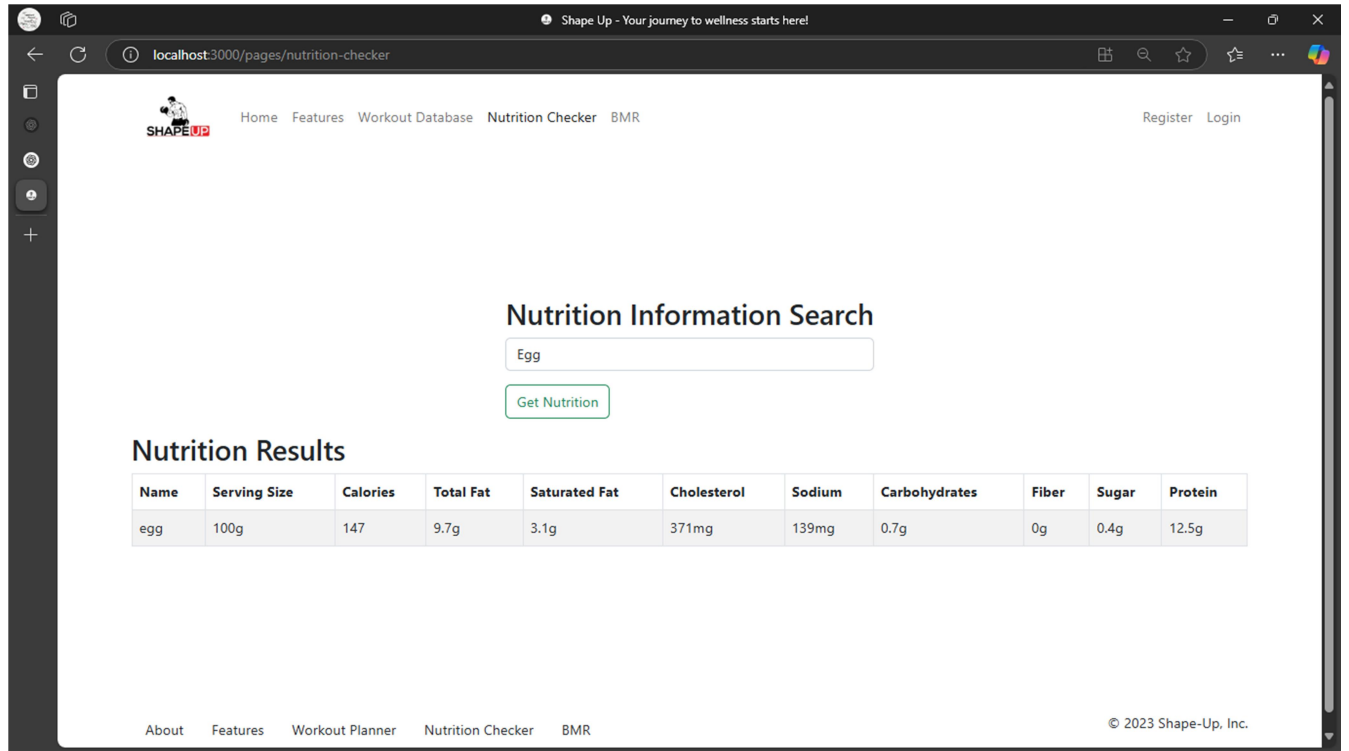 Shape Up - Your journey to wellness starts here!
localhost:3000/pages/nutrition-checker
SHAPEUP Home Features Workout Database Nutrition Checker BMR Register Login
Nutrition Information Search
Egg
Get Nutrition
Nutrition Results
Name Serving Size Calories Total Fat Saturated Fat Cholesterol Sodium Carbohydrates Fiber Sugar Protein
egg 100g 147 9.7g 3.1g 371mg 139mg 0.7g 0g 0.4g 12.5g
About Features Workout Planner Nutrition Checker BMR © 2023 Shape-Up, Inc.